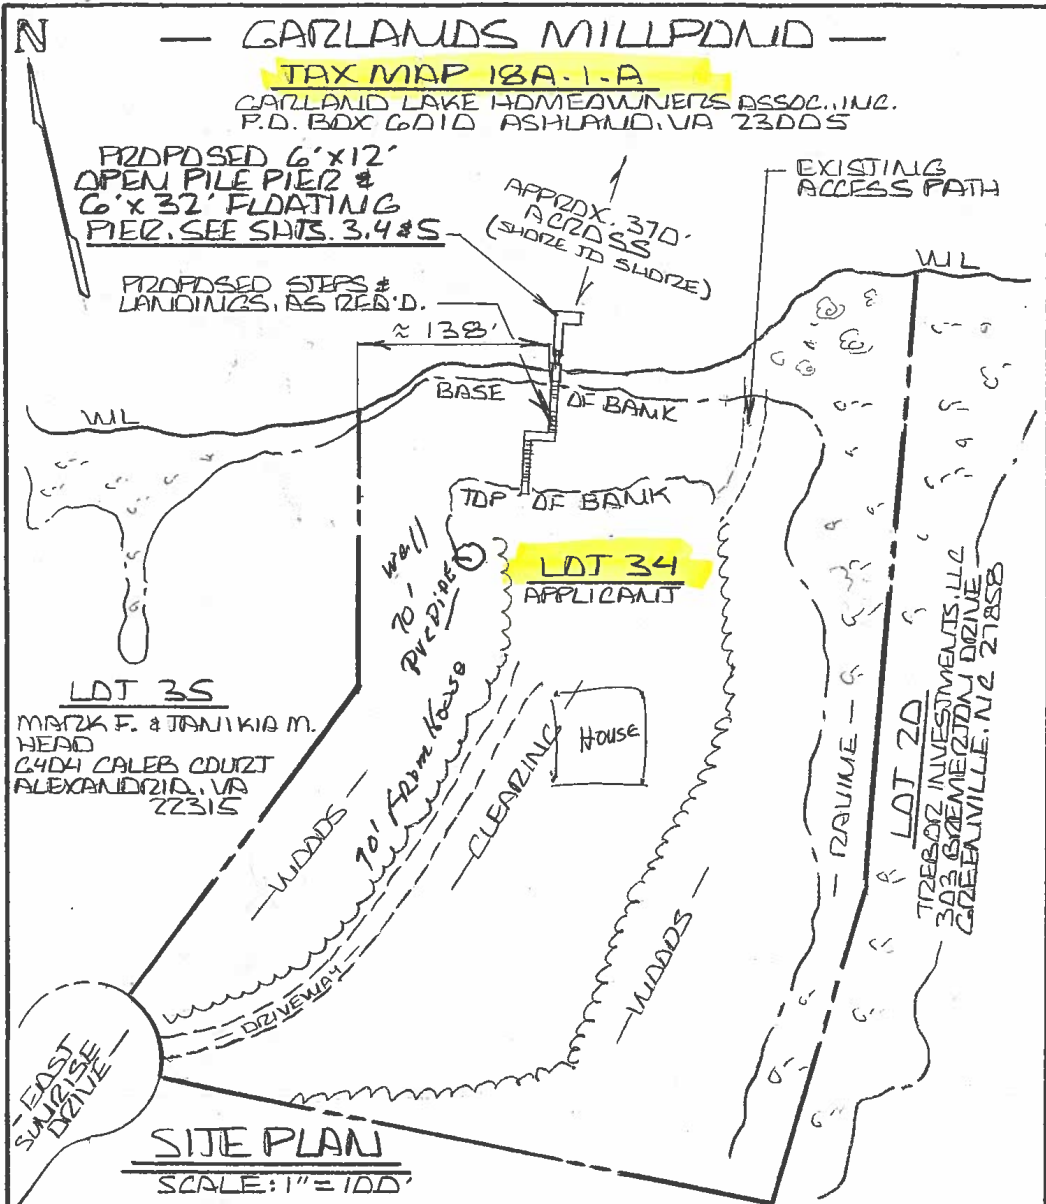 N
— GARLANDS MILLPOND —
TAX MAP 18A-1-A
GARLAND LAKE HOMEOWNERS ASSOC., INC.
P.O. BOX 6010 ASHLAND, VA 23005
PROPOSED 6' X 12'
OPEN PILE PIER &
6' X 32' FLOATING
PIER. SEE SHTS. 3, 4 & 5
APPROX. 370'
ACROSS
(SHORE TO SHORE)
EXISTING
ACCESS PATH
PROPOSED STEPS &
LANDINGS, AS REQ'D.
≈ 138'
WL
WL
BASE OF BANK
TOP OF BANK
well
70'
70' From House
LOT 34
APPLICANT
LOT 35
MARK F. & JANIKIA M.
HEAD
6404 CALEB COURT
ALEXANDRIA, VA
22315
HOUSE
CLEARING
— WOODS —
— WOODS —
— RAVINE —
LOT 20
TREBOR INVESTMENTS, LLC
303 BREMERTON DRIVE
GREENVILLE, NC 27858
DRIVEWAY
— EAST
SUNRISE
DRIVE —
SITE PLAN
SCALE: 1" = 100'